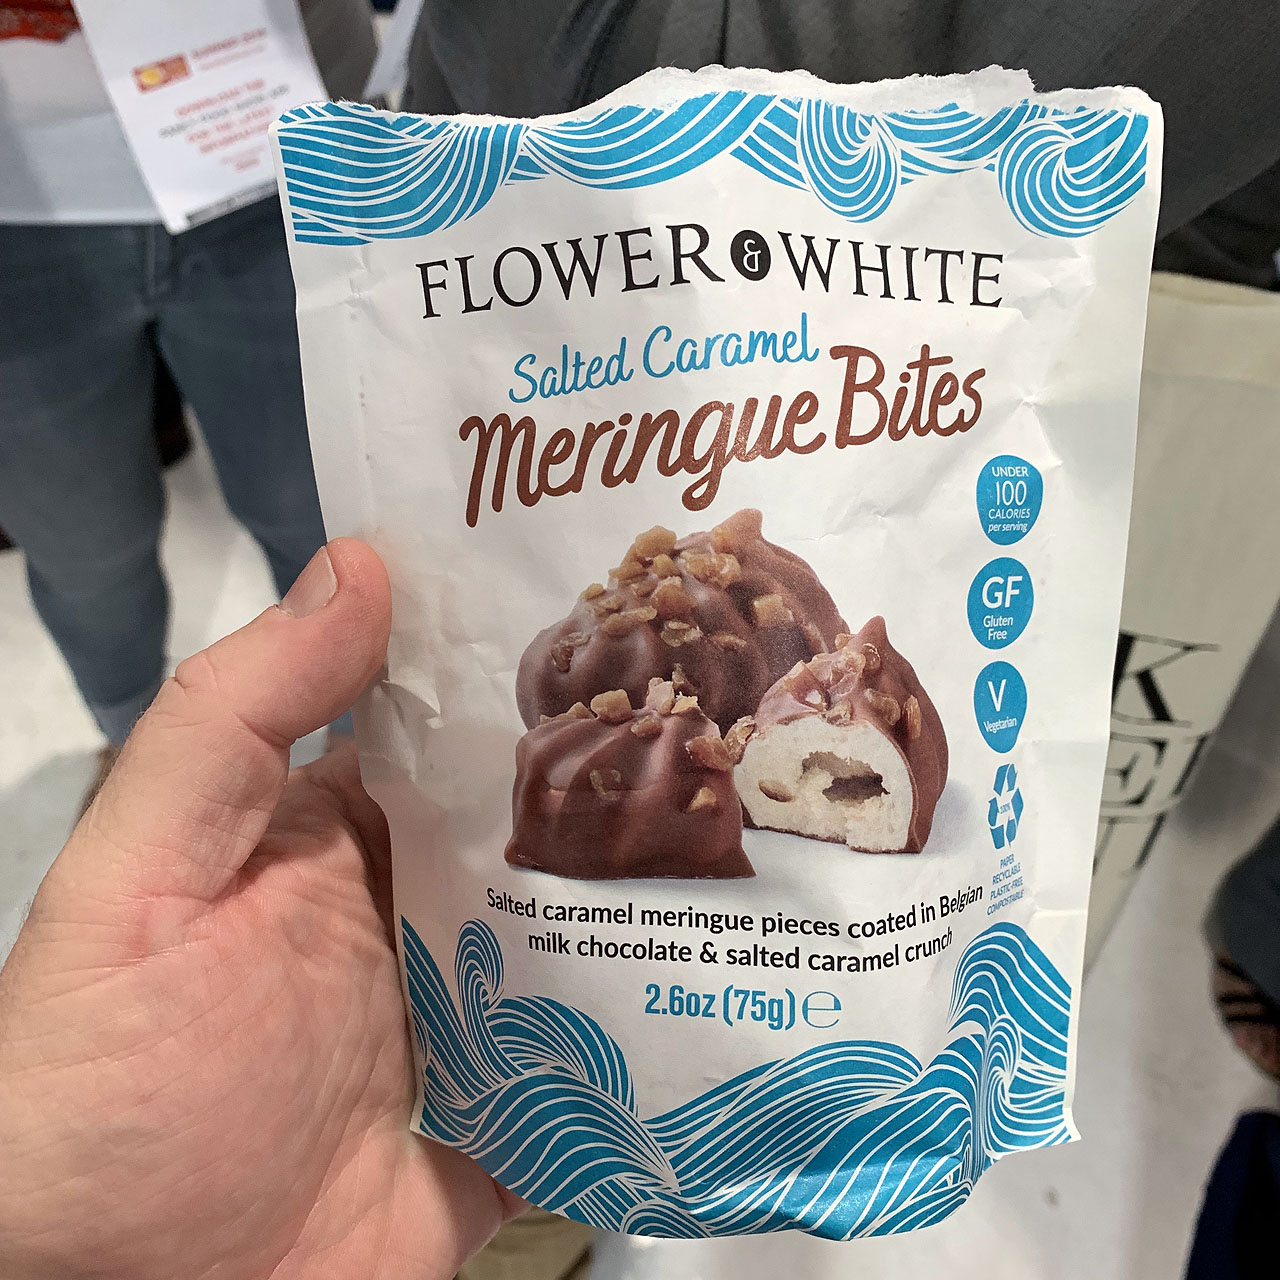 FLOWER & WHITE
Salted Caramel
Meringue Bites
UNDER
100
CALORIES
per serving
GF
Gluten
Free
V
Vegetarian
100%
PAPER
RECYCLABLE
PLASTIC-FREE
COMPOSTABLE
Salted caramel meringue pieces coated in Belgian
milk chocolate & salted caramel crunch
2.6oz (75g) ℮
K